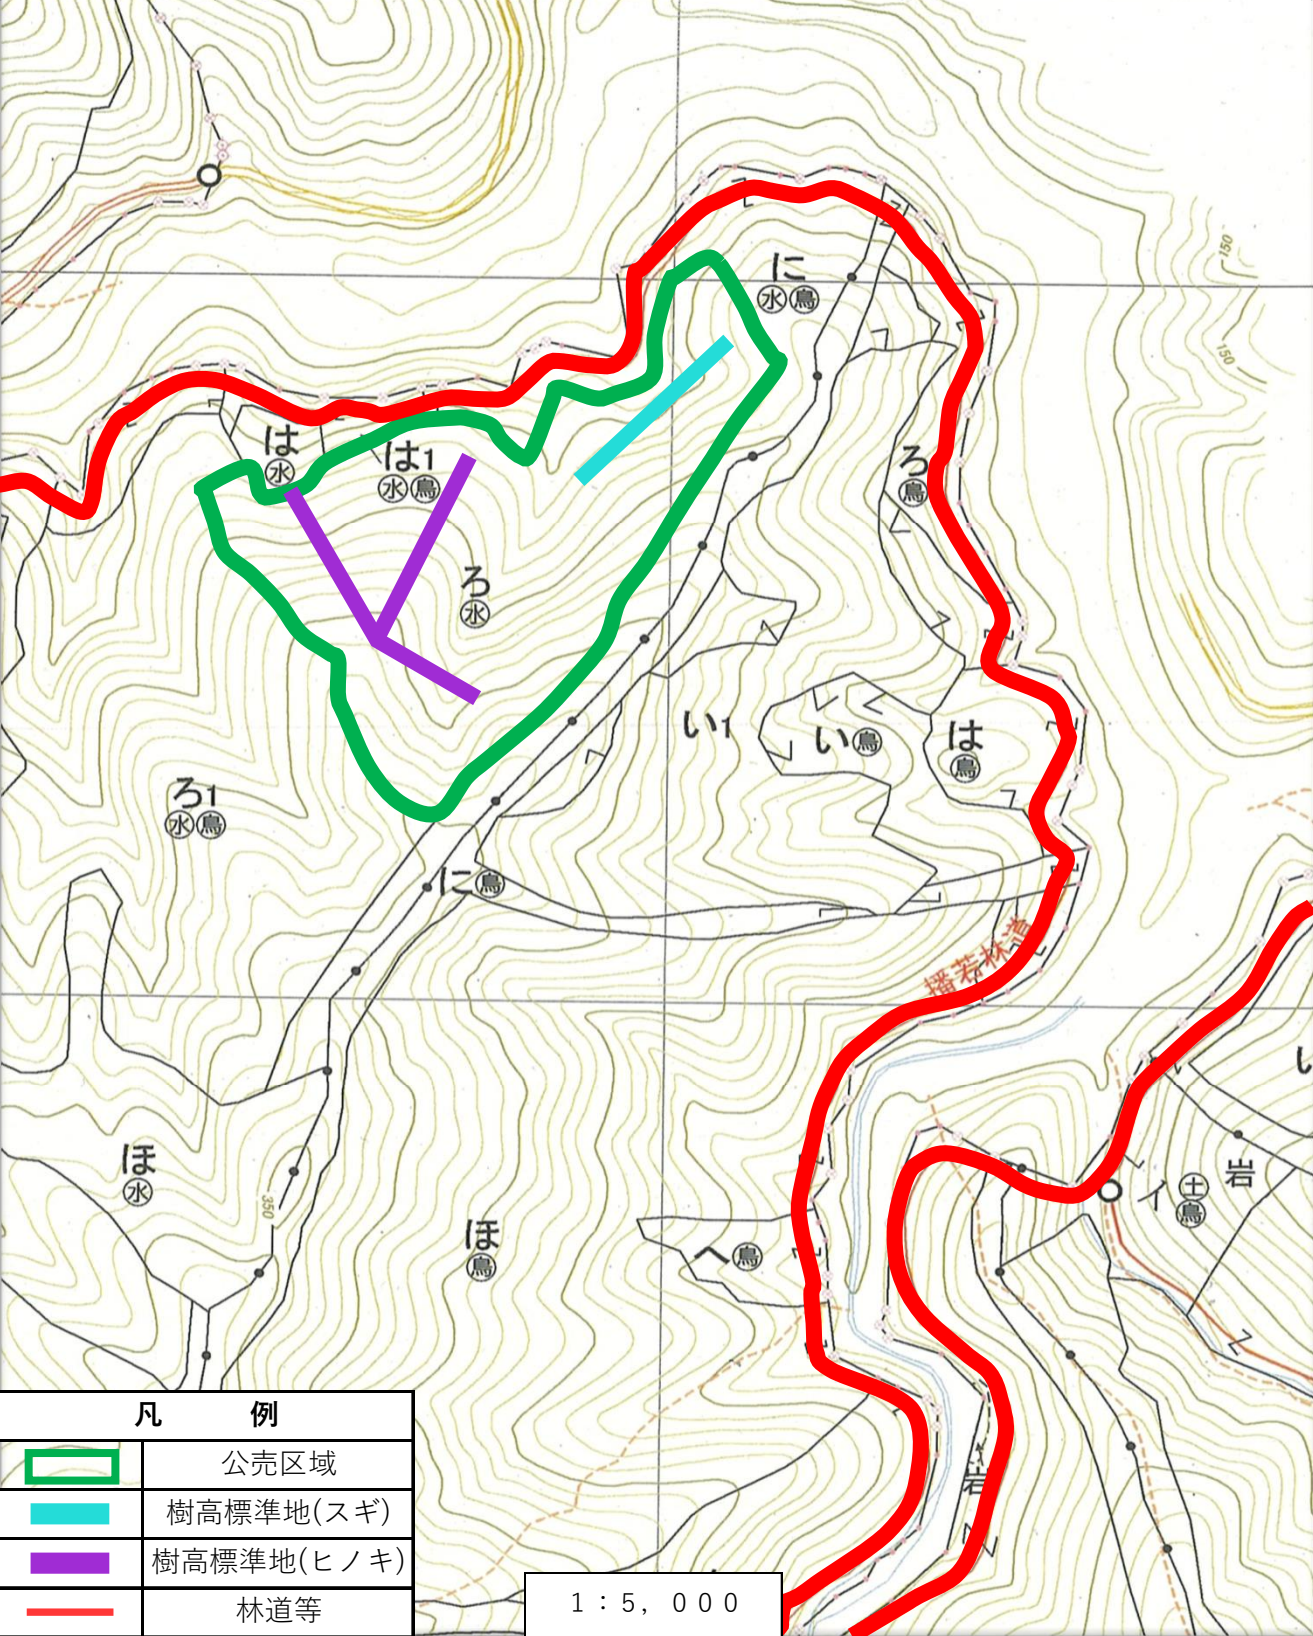 に
水 鳥
150
150
は
水
は1
水 鳥
ろ
鳥
ろ
水
い1
い 鳥
は
鳥
ろ1
水 鳥
に 鳥
播若林道
い
ほ
水
350
ほ
鳥
へ 鳥
イ 土 鳥
岩
岩
凡 例
公売区域
樹高標準地(スギ)
樹高標準地(ヒノキ)
林道等
1:5,000